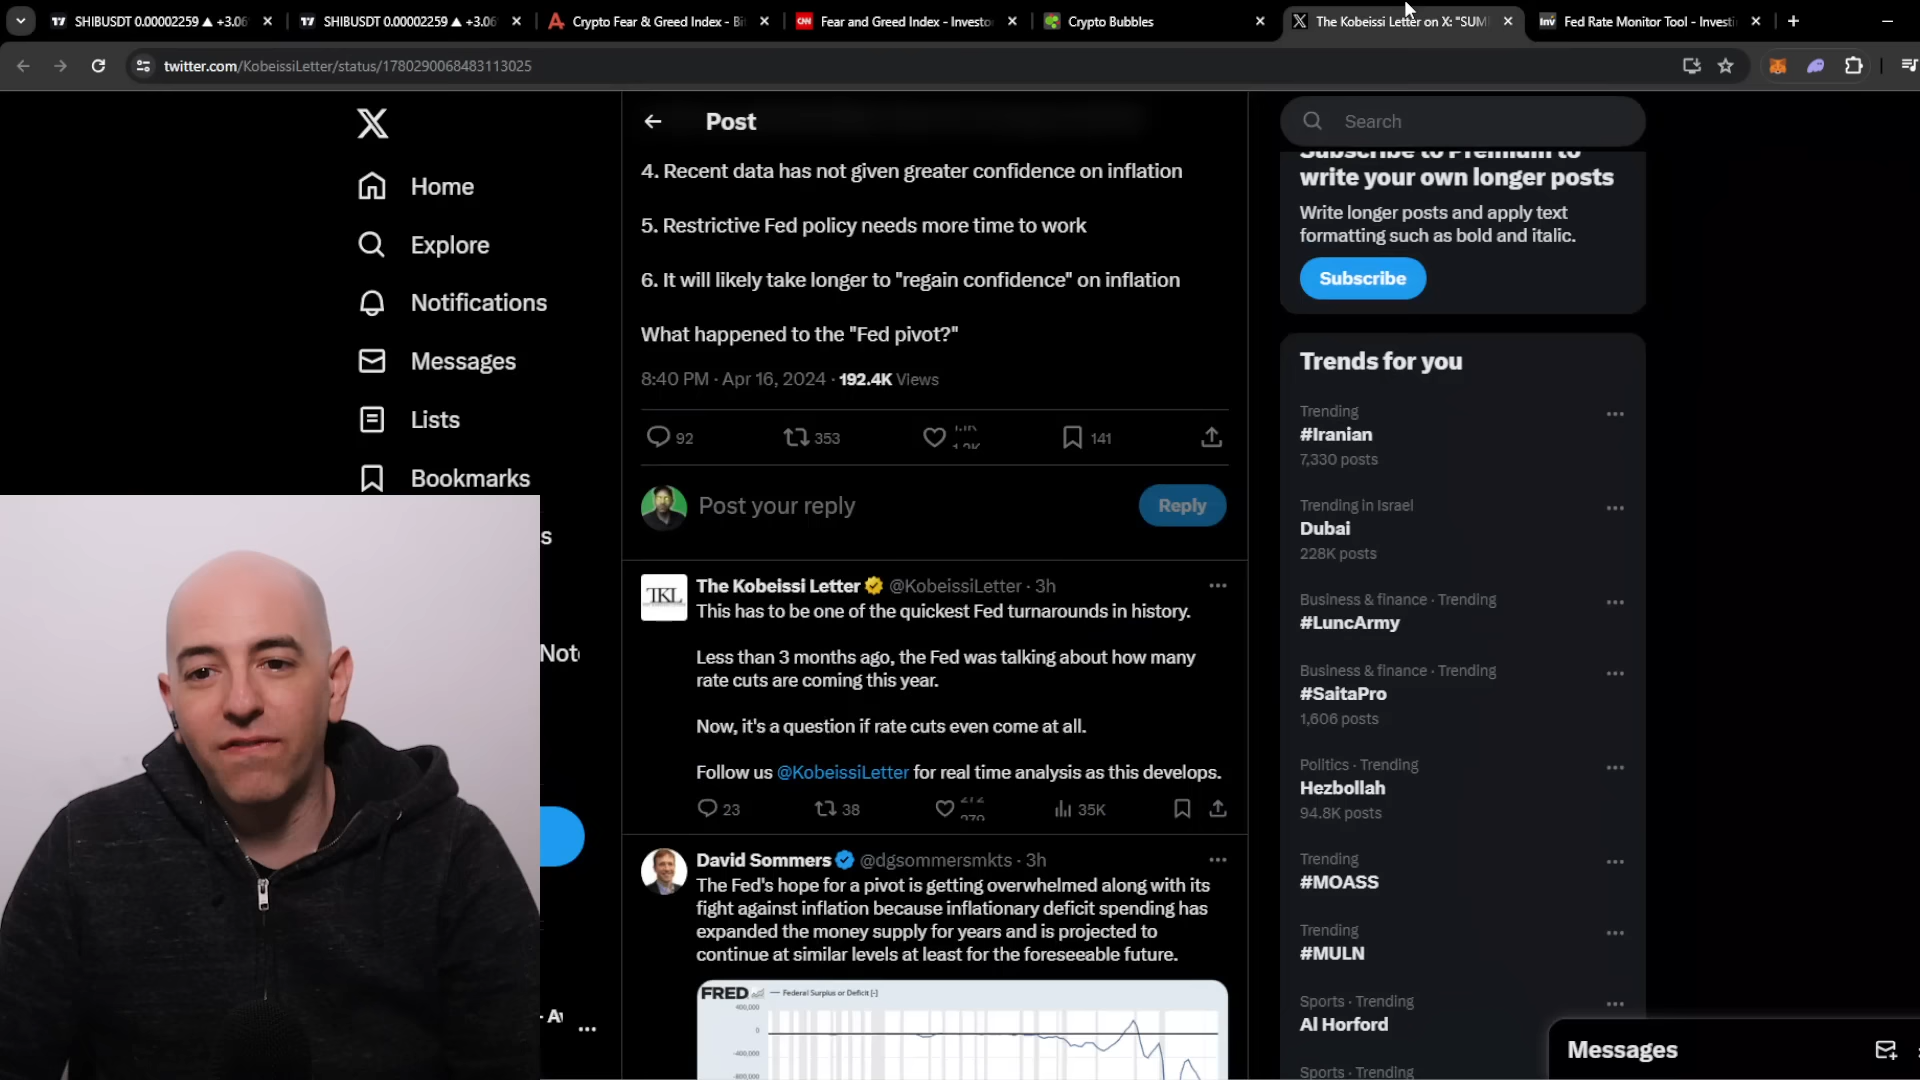 SHIBUSDT 0.00002259 ▲ +3.06
SHIBUSDT 0.00002259 ▲ +3.06
Crypto Fear & Greed Index - Bi
Fear and Greed Index - Investo
Crypto Bubbles
The Kobeissi Letter on X: "SUM
Fed Rate Monitor Tool - Investi
twitter.com/KobeissiLetter/status/1780290068483113025
Home
Explore
Notifications
Messages
Lists
Bookmarks
Post
4. Recent data has not given greater confidence on inflation
5. Restrictive Fed policy needs more time to work
6. It will likely take longer to "regain confidence" on inflation
What happened to the "Fed pivot?"
8:40 PM · Apr 16, 2024 · 192.4K Views
92
353
141
Post your reply
Reply
The Kobeissi Letter @KobeissiLetter · 3h
This has to be one of the quickest Fed turnarounds in history.
Less than 3 months ago, the Fed was talking about how many
rate cuts are coming this year.
Now, it's a question if rate cuts even come at all.
Follow us @KobeissiLetter for real time analysis as this develops.
23
38
35K
TKL
David Sommers @dgsommersmkts · 3h
The Fed's hope for a pivot is getting overwhelmed along with its
fight against inflation because inflationary deficit spending has
expanded the money supply for years and is projected to
continue at similar levels at least for the foreseeable future.
FRED
Federal Surplus or Deficit [-]
400,000
0
-400,000
-800,000
Search
Subscribe to Premium to
write your own longer posts
Write longer posts and apply text
formatting such as bold and italic.
Subscribe
Trends for you
Trending
#Iranian
7,330 posts
Trending in Israel
Dubai
228K posts
Business & finance · Trending
#LuncArmy
Business & finance · Trending
#SaitaPro
1,606 posts
Politics · Trending
Hezbollah
94.8K posts
Trending
#MOASS
Trending
#MULN
Sports · Trending
Al Horford
Sports · Trending
Messages